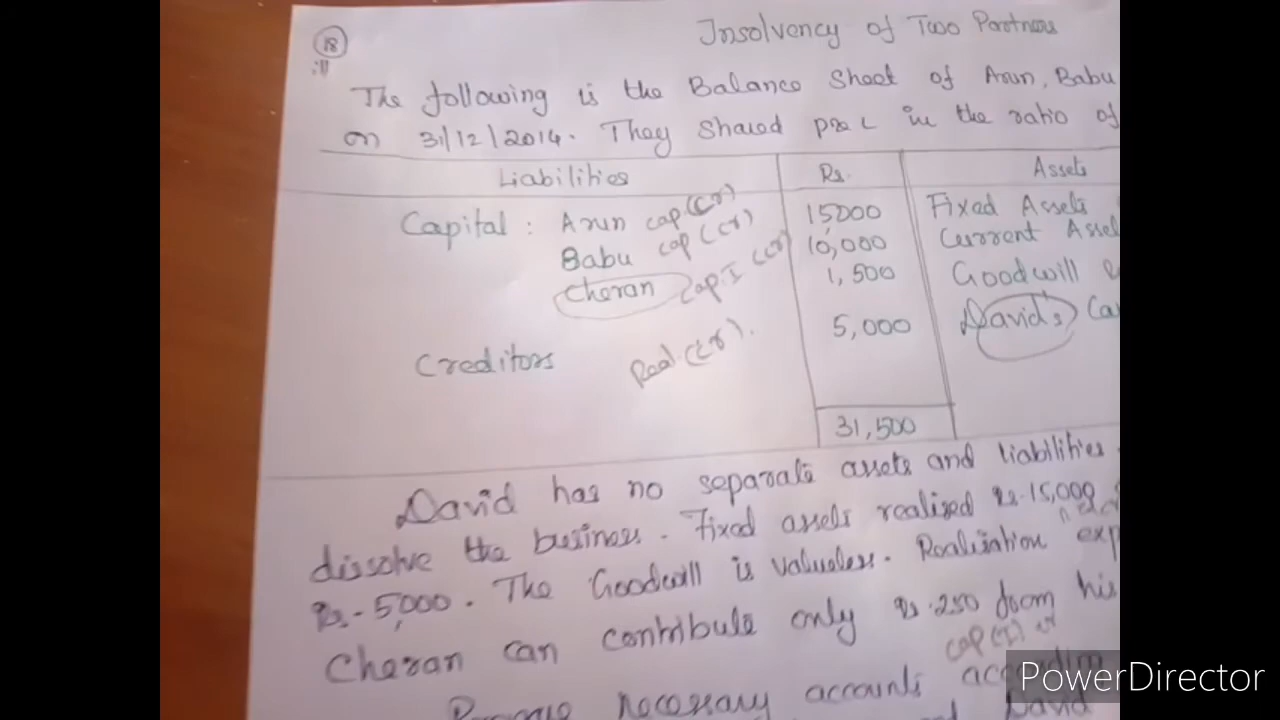 18
Insolvency of Two Partners
The following is the Balance Sheet of Arun, Babu
on 31/12/2014. They Shared P&L in the ratio of
Liabilities Rs. Assets
Capital : Arun cap (Cr) 15000 Fixed Assets
Babu cap (Cr) 10,000 Current Asset
Cheran Cap. I (Cr) 1,500 Goodwill
Creditors Real. (Cr). 5,000 David's Ca
31,500
David has no separate assets and liabilities
dissolve the business. Fixed assets realised Rs. 15,000
Rs. 5,000. The Goodwill is valueless. Realisation exp
Cheran can contribute only Rs. 250 from his
cap (I) cr
Prepare necessary accounts accordin
David
PowerDirector